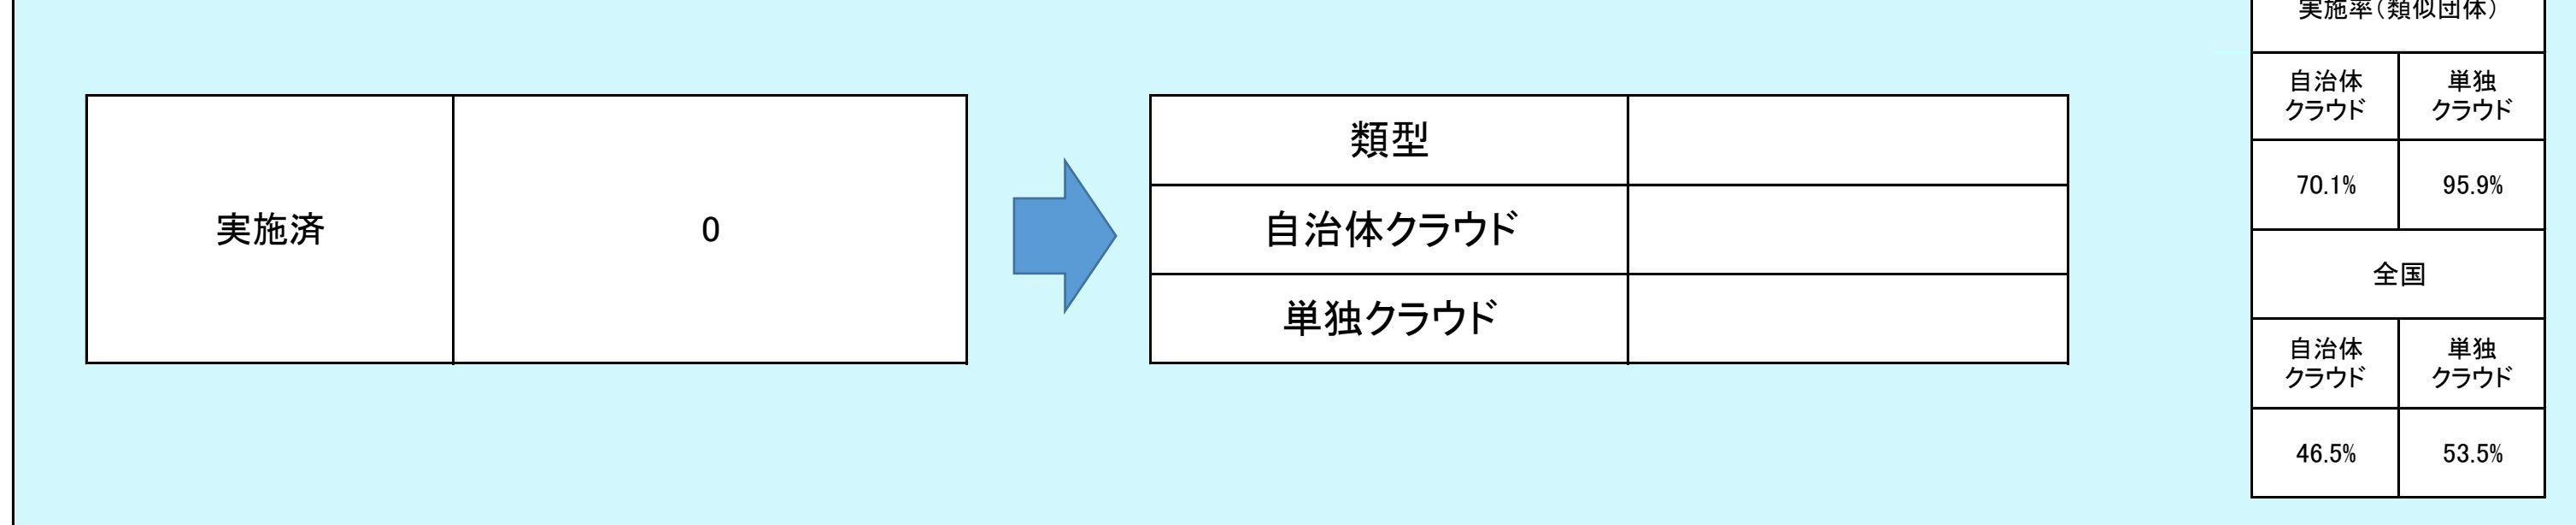 実施率(類似団体)
自治体
クラウド
単独
クラウド
70.1%
95.9%
全国
自治体
クラウド
単独
クラウド
46.5%
53.5%
実施済
0
類型
自治体クラウド
単独クラウド